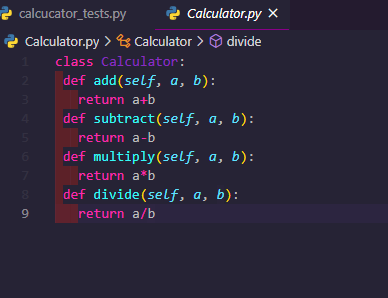 calcucator_tests.py
Calculator.py ×
Calculator.py > Calculator > divide
1 class Calculator:
2  def add(self, a, b):
3   return a+b
4  def subtract(self, a, b):
5   return a-b
6  def multiply(self, a, b):
7   return a*b
8  def divide(self, a, b):
9   return a/b